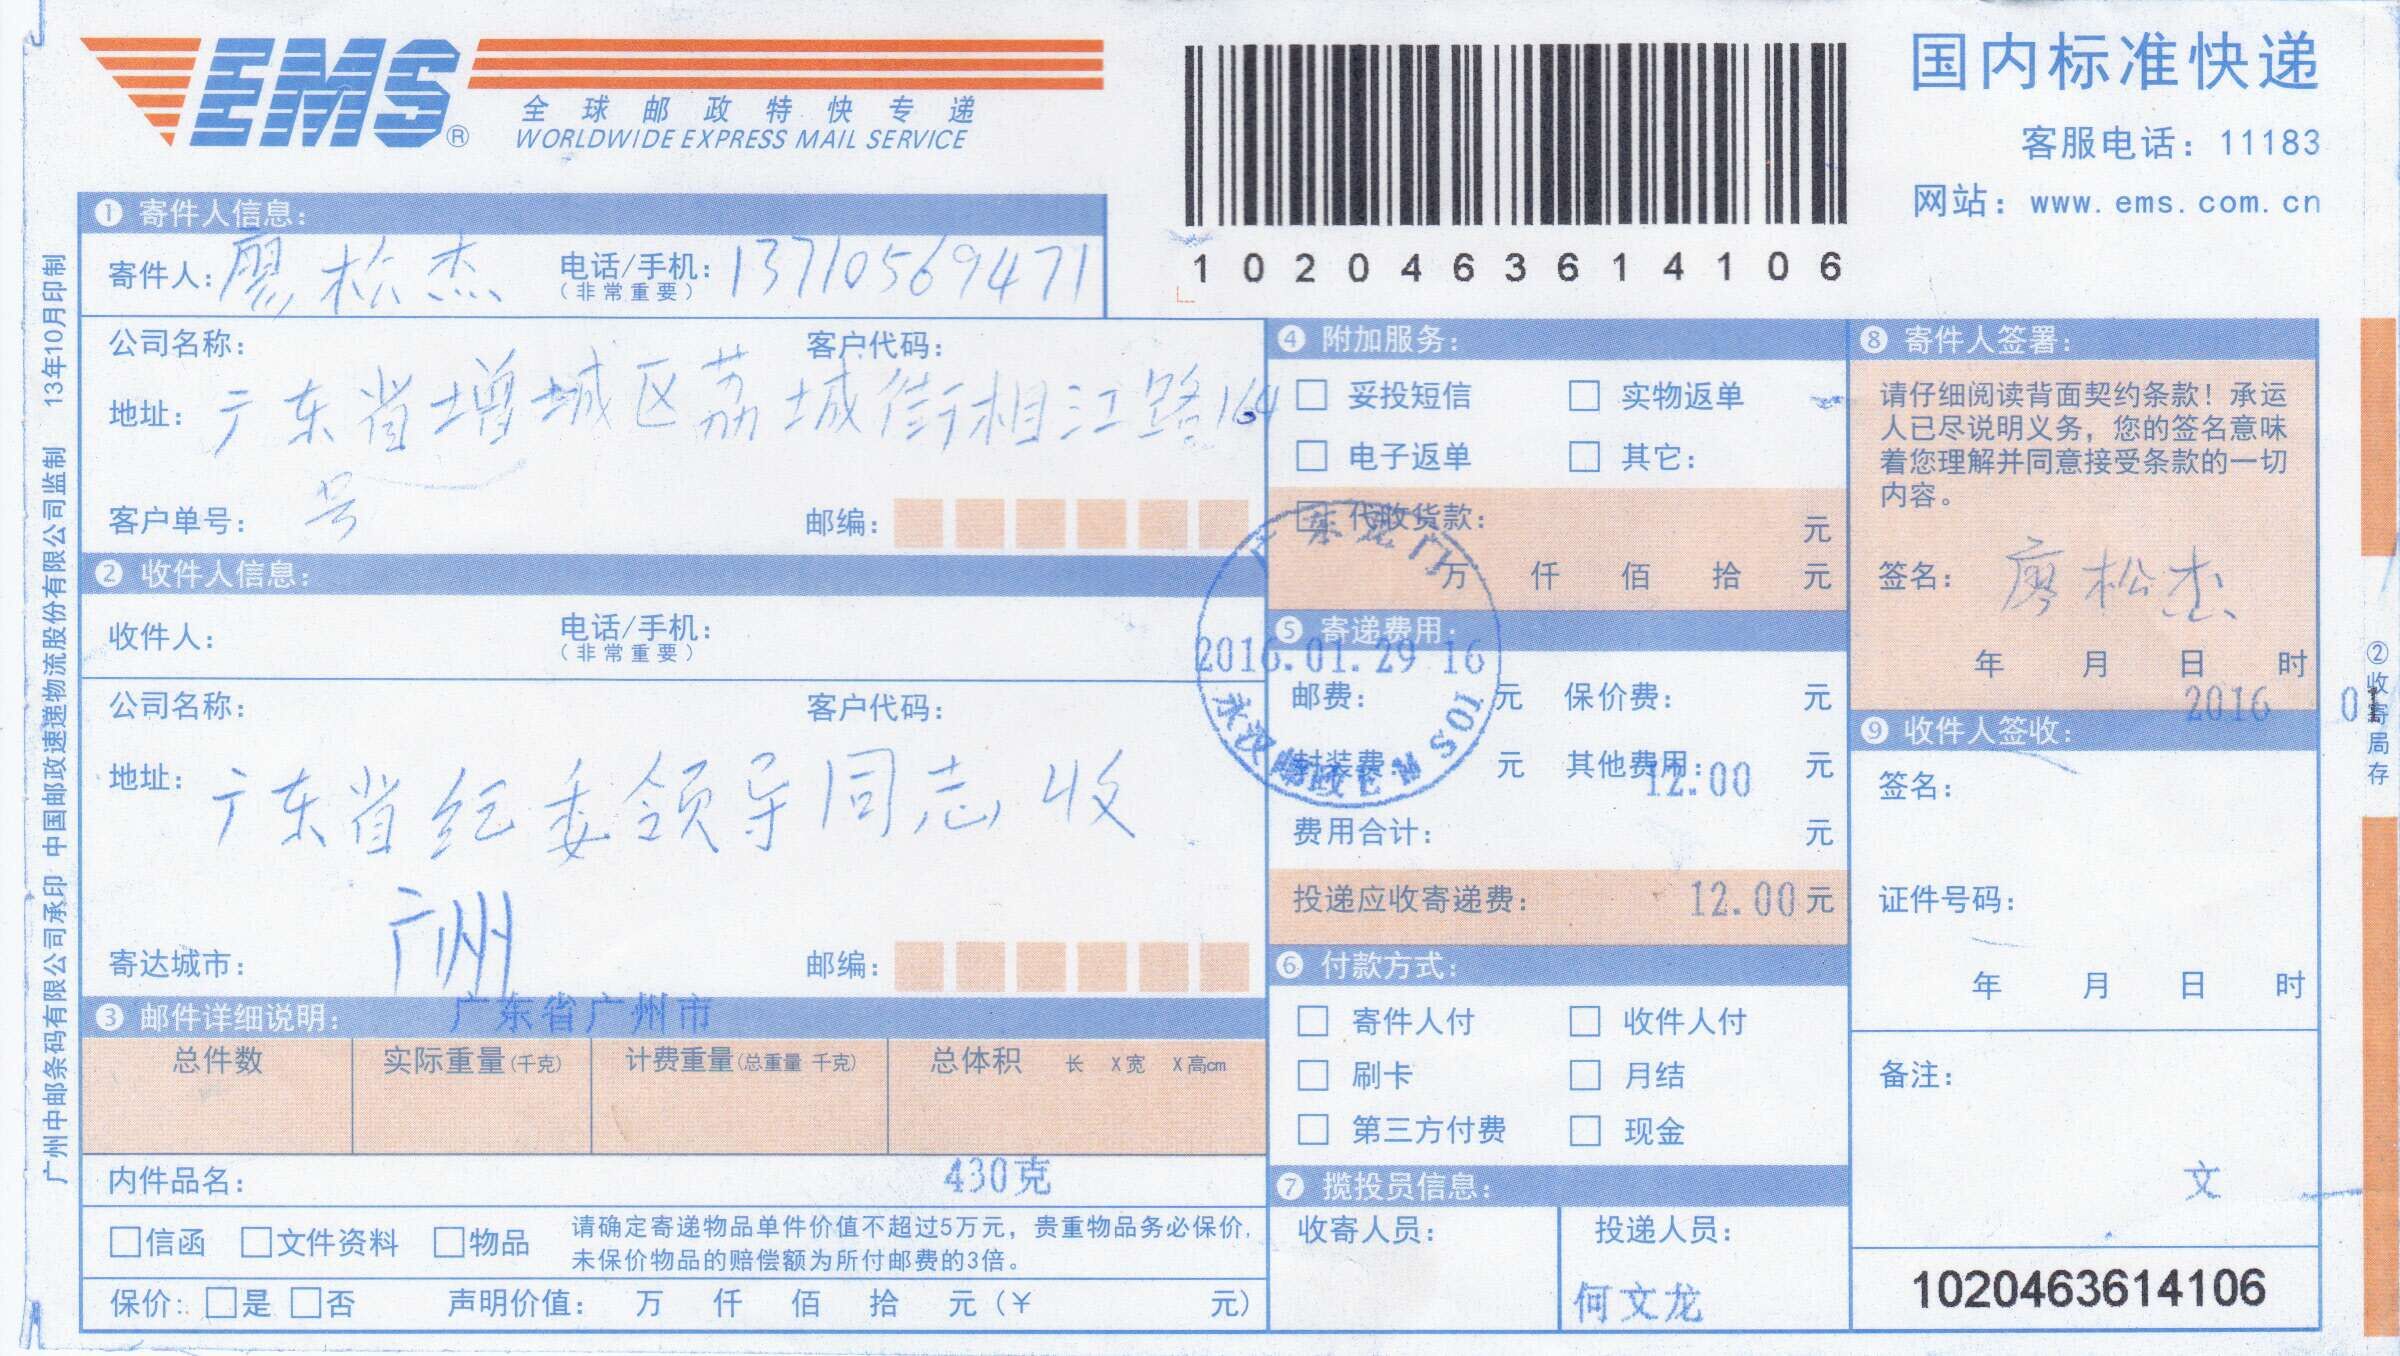 EMS®
全球邮政特快专递
WORLDWIDE EXPRESS MAIL SERVICE
1020463614106
国内标准快递
客服电话：11183
网站：www.ems.com.cn
❶ 寄件人信息：
寄件人：廖松杰 电话/手机：13710569471
（非常重要）
公司名称： 客户代码：
地址：广东省增城区荔城街相江路164
号
客户单号： 邮编：
❷ 收件人信息：
收件人： 电话/手机：
（非常重要）
公司名称： 客户代码：
地址：广东省纪委领导同志收
广州
寄达城市： 邮编：
❸ 邮件详细说明： 广东省广州市
总件数 实际重量(千克) 计费重量(总重量 千克) 总体积 长 X宽 X高cm
内件品名： 430克
□信函 □文件资料 □物品
请确定寄递物品单件价值不超过5万元，贵重物品务必保价，
未保价物品的赔偿额为所付邮费的3倍。
保价：□是 □否 声明价值： 万 仟 佰 拾 元（￥ 元）
❹ 附加服务：
□ 妥投短信 □ 实物返单
□ 电子返单 □ 其它：
□ 代收货款： 元
万 仟 佰 拾 元
广东龙门
2016.01.29 16
永汉邮政EMS01
❺ 寄递费用：
邮费： 元 保价费： 元
封装费： 元 其他费用： 元
12.00
费用合计： 元
投递应收寄递费： 12.00元
❻ 付款方式：
□ 寄件人付 □ 收件人付
□ 刷卡 □ 月结
□ 第三方付费 □ 现金
❼ 揽投员信息：
收寄人员： 投递人员：
何文龙
❽ 寄件人签署：
请仔细阅读背面契约条款！承运
人已尽说明义务，您的签名意味
着您理解并同意接受条款的一切
内容。
签名：廖松杰
年 月 日 时
2016 01
❾ 收件人签收：
签名：
证件号码：
年 月 日 时
备注：
文
1020463614106
②收寄局存
广州中邮条码有限公司承印 中国邮政速递物流股份有限公司监制 13年10月印制